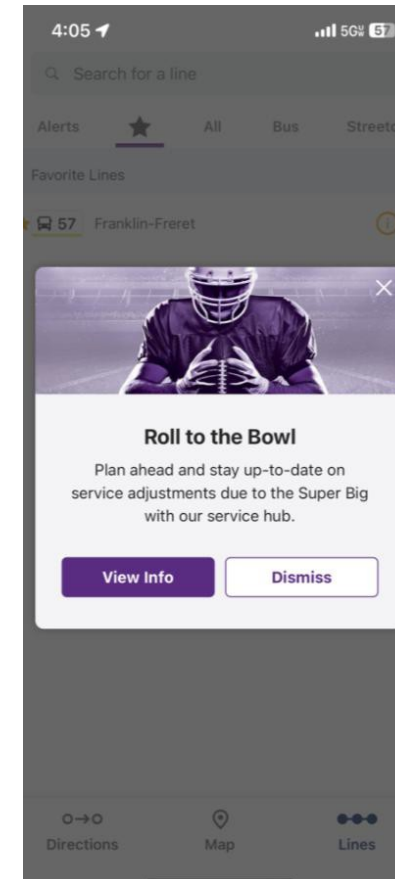 4:05 5G 57
Search for a line
Alerts All Bus Streetc
Favorite Lines
57 Franklin-Freret
Roll to the Bowl
Plan ahead and stay up-to-date on
service adjustments due to the Super Big
with our service hub.
View Info Dismiss
Directions Map Lines